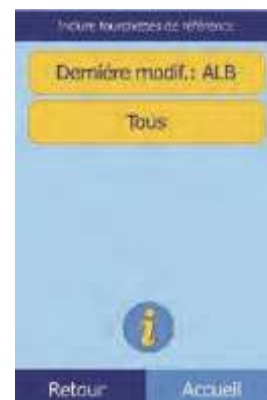 Inclure fourchettes de référence
Dernière modif.: ALB
Tous
i
Retour Accueil